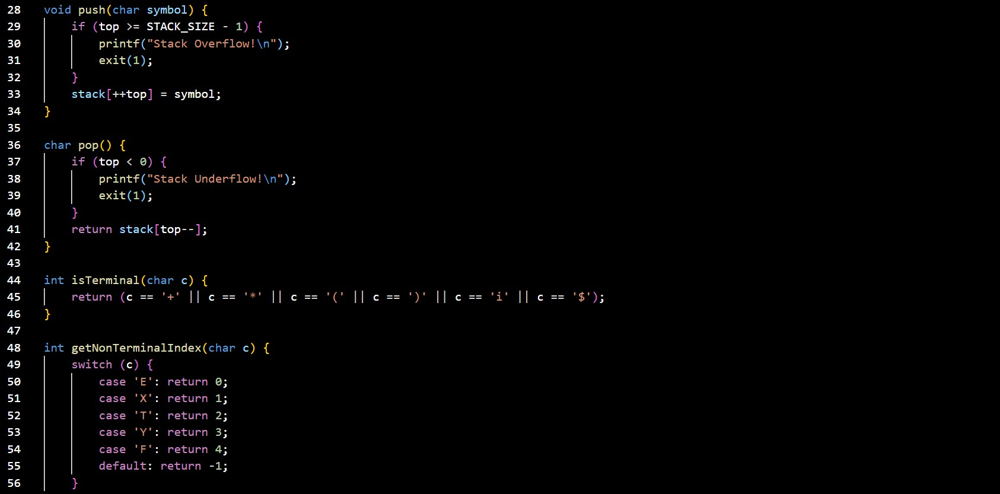 28 void push(char symbol) {
29     if (top >= STACK_SIZE - 1) {
30         printf("Stack Overflow!\n");
31         exit(1);
32     }
33     stack[++top] = symbol;
34 }
35
36 char pop() {
37     if (top < 0) {
38         printf("Stack Underflow!\n");
39         exit(1);
40     }
41     return stack[top--];
42 }
43
44 int isTerminal(char c) {
45     return (c == '+' || c == '*' || c == '(' || c == ')' || c == 'i' || c == '$');
46 }
47
48 int getNonTerminalIndex(char c) {
49     switch (c) {
50         case 'E': return 0;
51         case 'X': return 1;
52         case 'T': return 2;
53         case 'Y': return 3;
54         case 'F': return 4;
55         default: return -1;
56     }